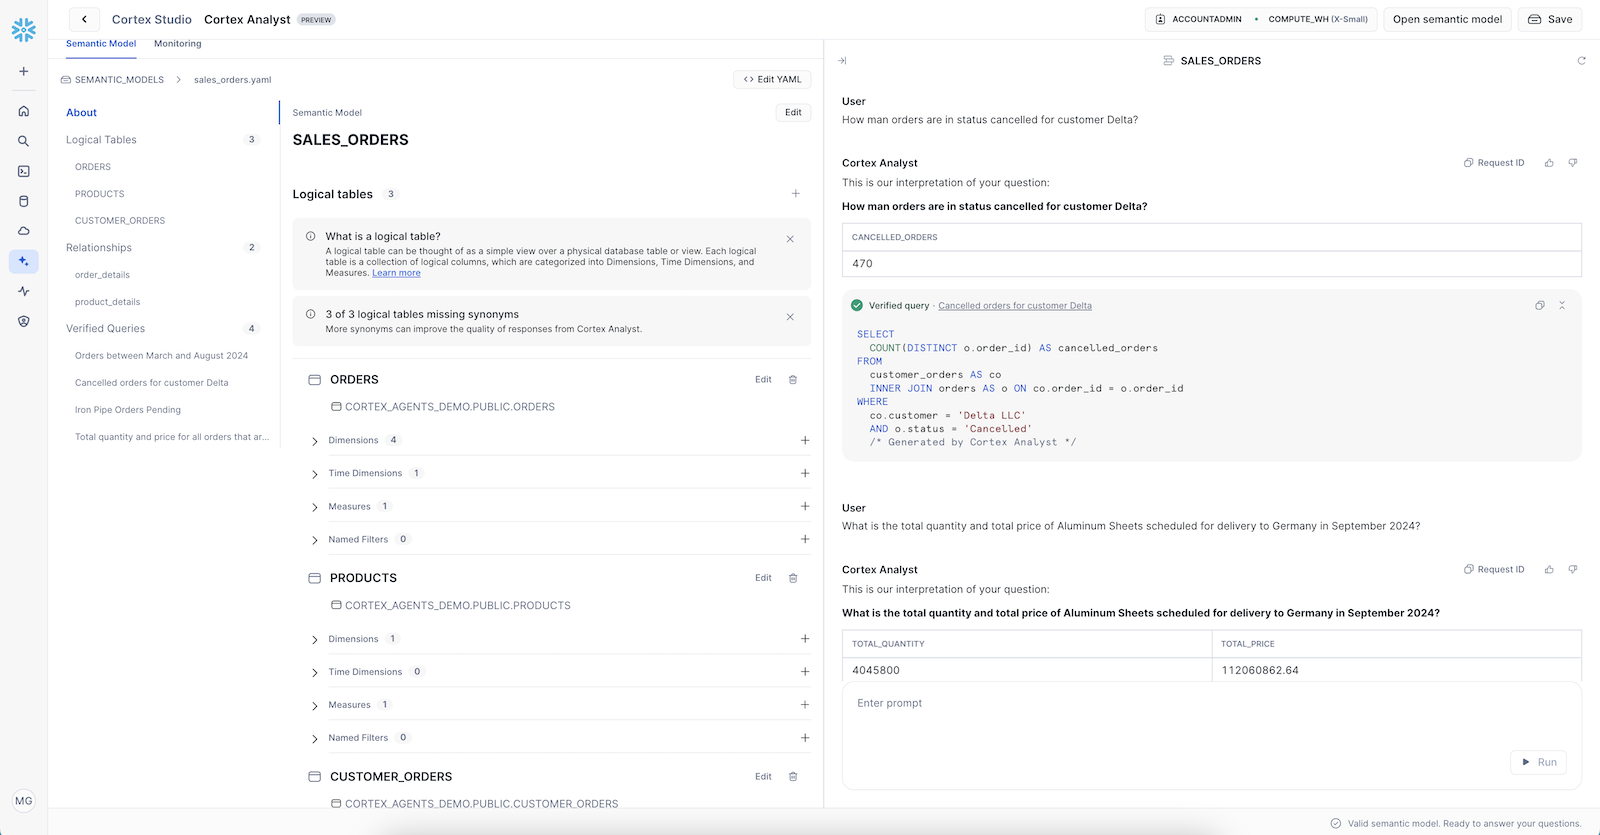 Cortex Studio Cortex Analyst PREVIEW
ACCOUNTADMIN • COMPUTE_WH (X-Small)
Open semantic model
Save
Semantic Model Monitoring
SEMANTIC_MODELS > sales_orders.yaml
<> Edit YAML
About
Logical Tables 3
ORDERS
PRODUCTS
CUSTOMER_ORDERS
Relationships 2
order_details
product_details
Verified Queries 4
Orders between March and August 2024
Cancelled orders for customer Delta
Iron Pipe Orders Pending
Total quantity and price for all orders that ar...
MG
Semantic Model
Edit
SALES_ORDERS
Logical tables 3
What is a logical table?
A logical table can be thought of as a simple view over a physical database table or view. Each logical
table is a collection of logical columns, which are categorized into Dimensions, Time Dimensions, and
Measures. Learn more
3 of 3 logical tables missing synonyms
More synonyms can improve the quality of responses from Cortex Analyst.
ORDERS Edit
CORTEX_AGENTS_DEMO.PUBLIC.ORDERS
Dimensions 4
Time Dimensions 1
Measures 1
Named Filters 0
PRODUCTS Edit
CORTEX_AGENTS_DEMO.PUBLIC.PRODUCTS
Dimensions 1
Time Dimensions 0
Measures 1
Named Filters 0
CUSTOMER_ORDERS Edit
CORTEX_AGENTS_DEMO.PUBLIC.CUSTOMER_ORDERS
SALES_ORDERS
User
How man orders are in status cancelled for customer Delta?
Cortex Analyst Request ID
This is our interpretation of your question:
How man orders are in status cancelled for customer Delta?
CANCELLED_ORDERS
470
Verified query · Cancelled orders for customer Delta
SELECT
COUNT(DISTINCT o.order_id) AS cancelled_orders
FROM
customer_orders AS co
INNER JOIN orders AS o ON co.order_id = o.order_id
WHERE
co.customer = 'Delta LLC'
AND o.status = 'Cancelled'
/* Generated by Cortex Analyst */
User
What is the total quantity and total price of Aluminum Sheets scheduled for delivery to Germany in September 2024?
Cortex Analyst Request ID
This is our interpretation of your question:
What is the total quantity and total price of Aluminum Sheets scheduled for delivery to Germany in September 2024?
TOTAL_QUANTITY TOTAL_PRICE
4045800 112060862.64
Enter prompt
Run
Valid semantic model. Ready to answer your questions.